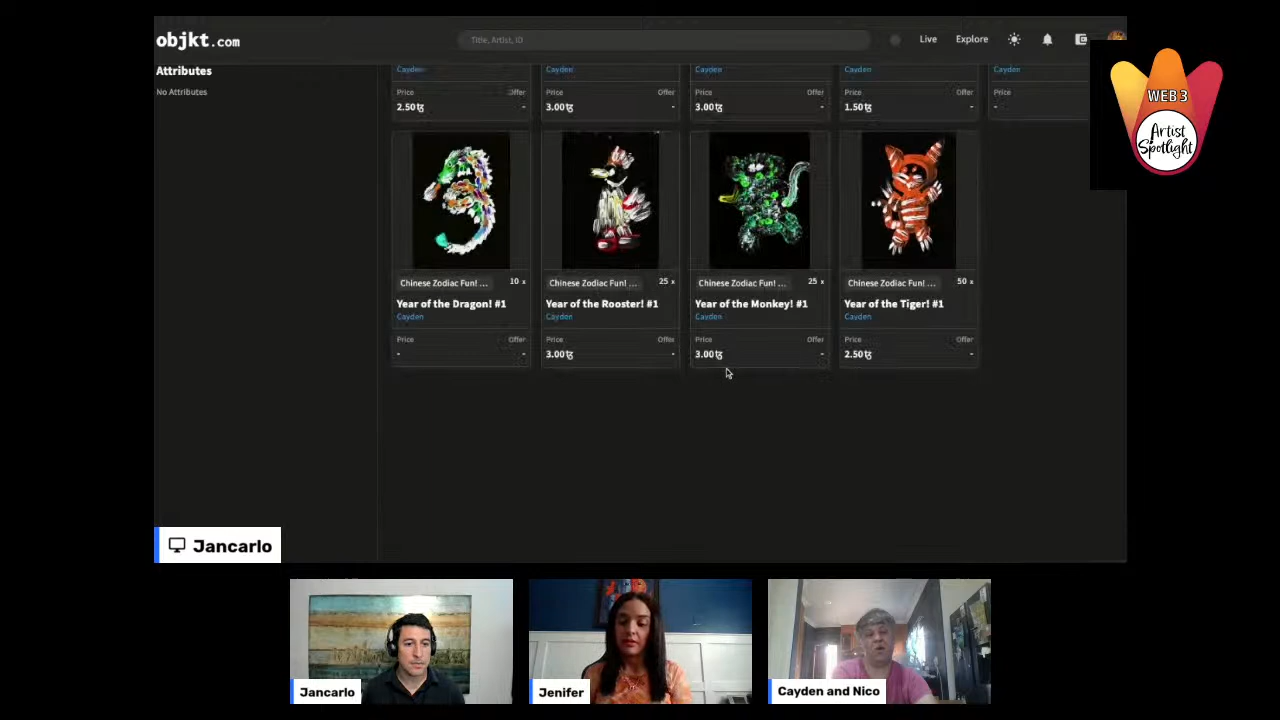 objkt.com
Title, Artist, ID
Live
Explore
WEB 3
Artist
Spotlight
Attributes
No Attributes
Cayden Cayden Cayden Cayden Cayden
Price Offer Price Offer Price Offer Price Offer Price
2.50ꜩ - 3.00ꜩ - 3.00ꜩ - 1.50ꜩ - -
Chinese Zodiac Fun! ... 10 x Chinese Zodiac Fun! ... 25 x Chinese Zodiac Fun! ... 25 x Chinese Zodiac Fun! ... 50 x
Year of the Dragon! #1 Year of the Rooster! #1 Year of the Monkey! #1 Year of the Tiger! #1
Cayden Cayden Cayden Cayden
Price Offer Price Offer Price Offer Price Offer
- - 3.00ꜩ - 3.00ꜩ - 2.50ꜩ -
Jancarlo
Jancarlo
Jenifer
Cayden and Nico